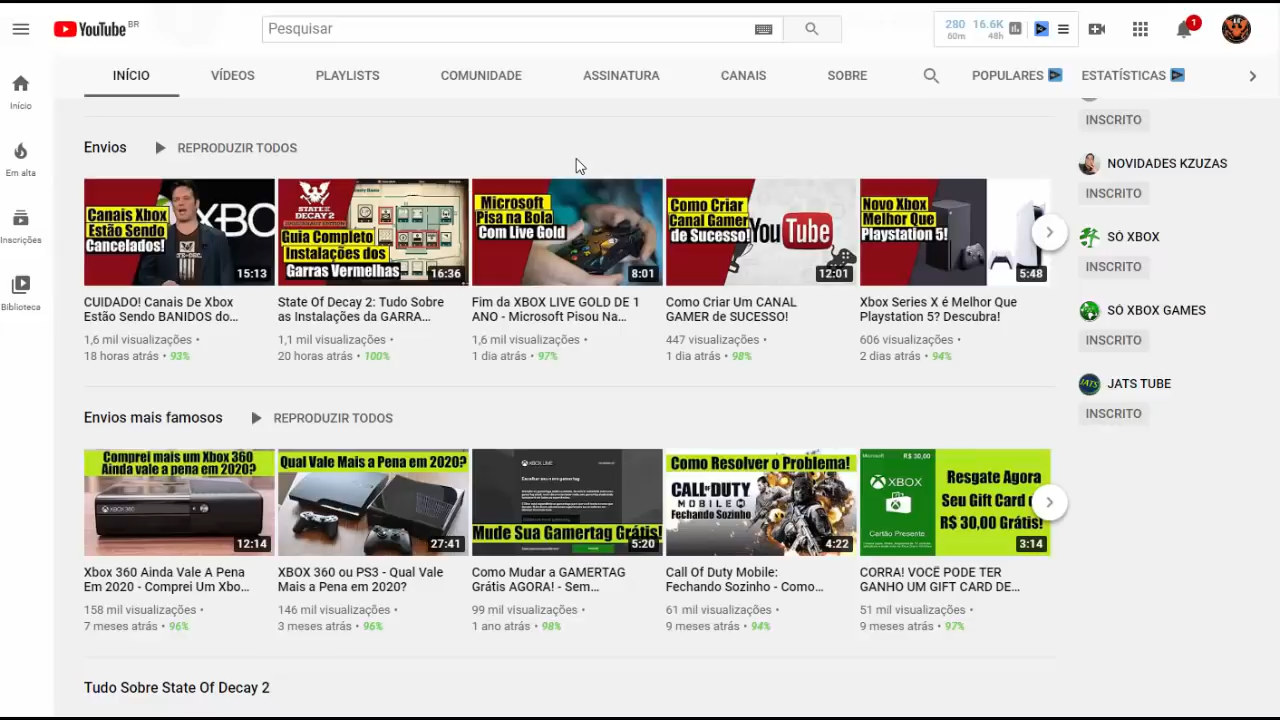 YouTube BR
Pesquisar
280 60m
16.6K 48h
1
INÍCIO
VÍDEOS
PLAYLISTS
COMUNIDADE
ASSINATURA
CANAIS
SOBRE
POPULARES
ESTATÍSTICAS
Início
Em alta
Inscrições
Biblioteca
Envios
REPRODUZIR TODOS
Canais Xbox
Estão Sendo
Cancelados!
XBO
15:13
STATE OF
DECAY 2
Guia Completo
Instalações dos
Garras Vermelhas
16:36
Microsoft
Pisa na Bola
Com Live Gold
8:01
Como Criar
Canal Gamer
de Sucesso!
YouTube
12:01
Novo Xbox
Melhor Que
Playstation 5!
5:48
CUIDADO! Canais De Xbox
Estão Sendo BANIDOS do...
1,6 mil visualizações •
18 horas atrás • 93%
State Of Decay 2: Tudo Sobre
as Instalações da GARRA...
1,1 mil visualizações •
20 horas atrás • 100%
Fim da XBOX LIVE GOLD DE 1
ANO - Microsoft Pisou Na...
1,6 mil visualizações •
1 dia atrás • 97%
Como Criar Um CANAL
GAMER de SUCESSO!
447 visualizações •
1 dia atrás • 98%
Xbox Series X é Melhor Que
Playstation 5? Descubra!
606 visualizações •
2 dias atrás • 94%
Envios mais famosos
REPRODUZIR TODOS
Comprei mais um Xbox 360
Ainda vale a pena em 2020?
XBOX 360
12:14
Qual Vale Mais a Pena em 2020?
27:41
XBOX LIVE
Mude Sua Gamertag Grátis!
5:20
Como Resolver o Problema!
CALL OF DUTY
MOBILE
Fechando Sozinho
4:22
Microsoft
R$ 30,00
XBOX
Cartão Presente
Resgate Agora
Seu Gift Card
R$ 30,00 Grátis!
3:14
Xbox 360 Ainda Vale A Pena
Em 2020 - Comprei Um Xbo...
158 mil visualizações •
7 meses atrás • 96%
XBOX 360 ou PS3 - Qual Vale
Mais a Pena em 2020?
146 mil visualizações •
3 meses atrás • 96%
Como Mudar a GAMERTAG
Grátis AGORA! - Sem...
99 mil visualizações •
1 ano atrás • 98%
Call Of Duty Mobile:
Fechando Sozinho - Como...
61 mil visualizações •
9 meses atrás • 94%
CORRA! VOCÊ PODE TER
GANHO UM GIFT CARD DE...
51 mil visualizações •
9 meses atrás • 97%
Tudo Sobre State Of Decay 2
INSCRITO
NOVIDADES KZUZAS
INSCRITO
SÓ XBOX
INSCRITO
SÓ XBOX GAMES
INSCRITO
JATS
JATS TUBE
INSCRITO